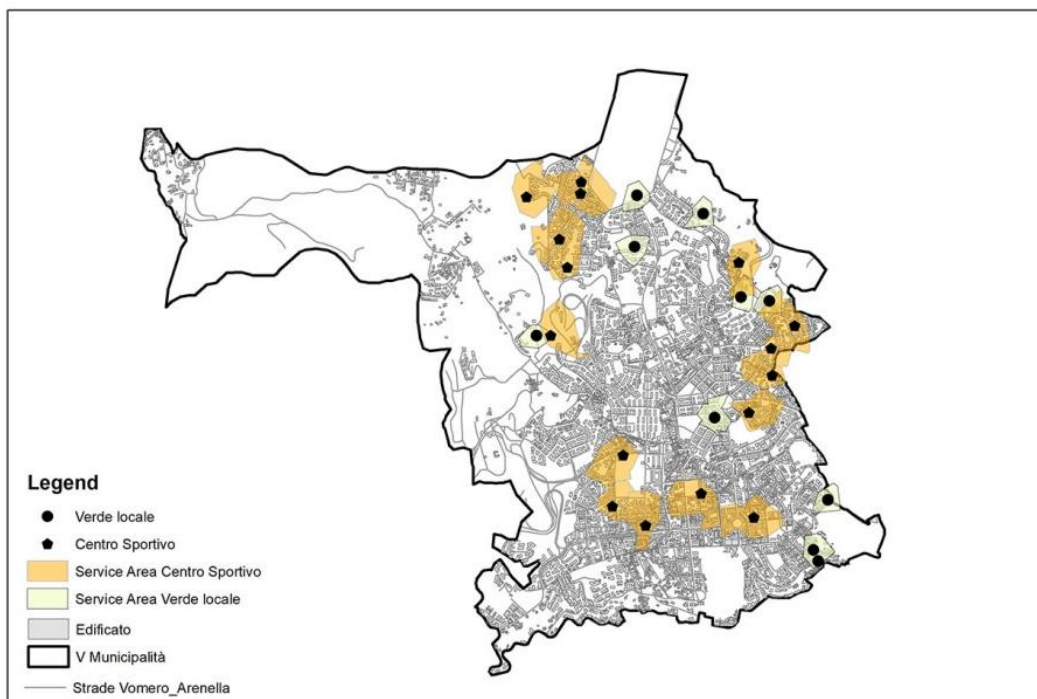 Legend
Verde locale
Centro Sportivo
Service Area Centro Sportivo
Service Area Verde locale
Edificato
V Municipalità
Strade Vomero_Arenella